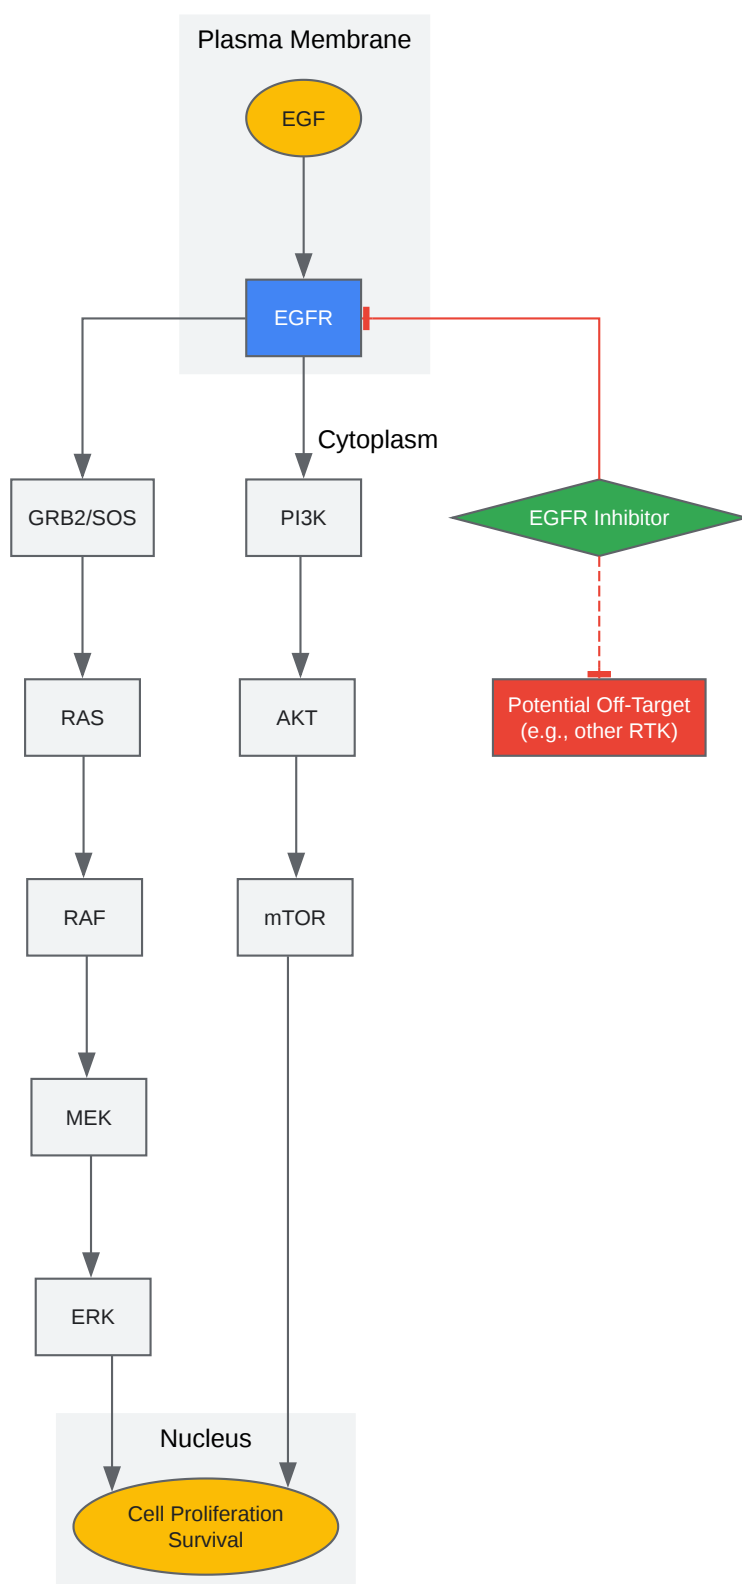 Plasma Membrane
EGF
EGFR
Cytoplasm
GRB2/SOS
PI3K
EGFR Inhibitor
RAS
AKT
Potential Off-Target
(e.g., other RTK)
RAF
mTOR
MEK
ERK
Nucleus
Cell Proliferation
Survival